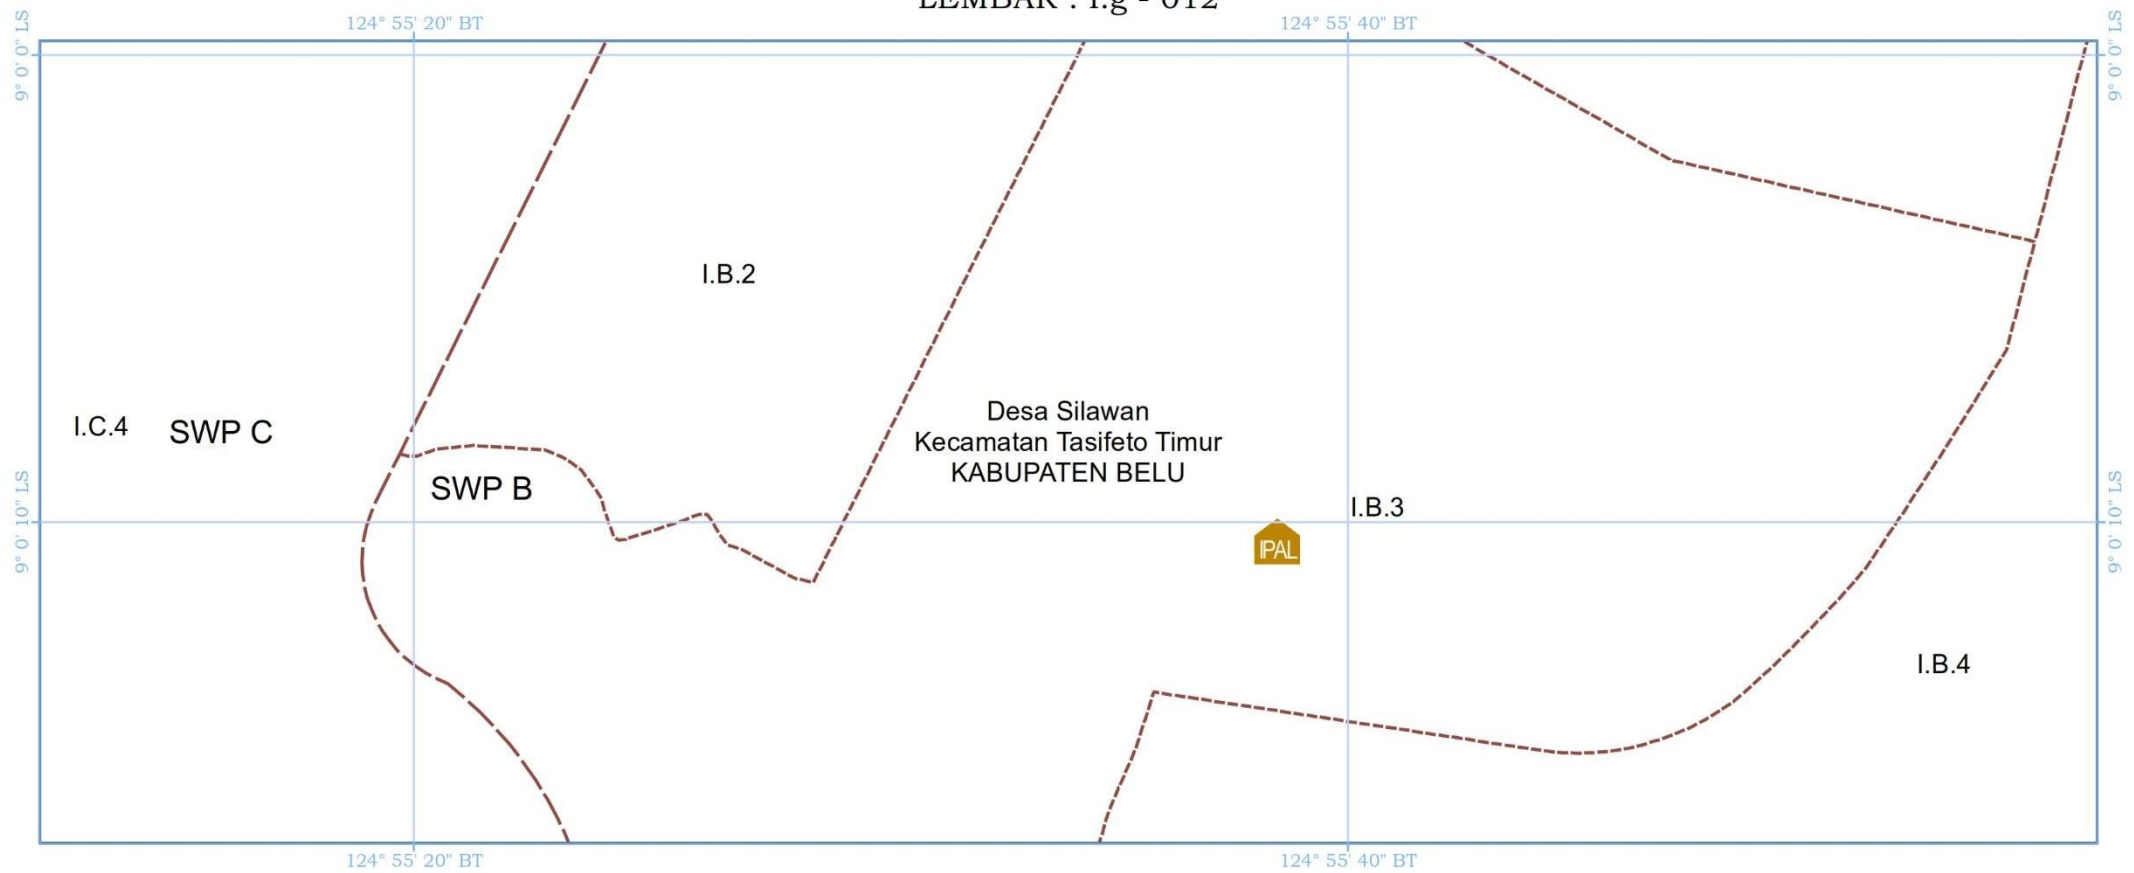 LEMBAR : I.g - 012
124° 55' 20" BT
124° 55' 40" BT
9° 0' 0" LS
9° 0' 0" LS
I.B.2
Desa Silawan
Kecamatan Tasifeto Timur
KABUPATEN BELU
I.C.4
SWP C
SWP B
I.B.3
IPAL
9° 0' 10" LS
9° 0' 10" LS
I.B.4
124° 55' 20" BT
124° 55' 40" BT